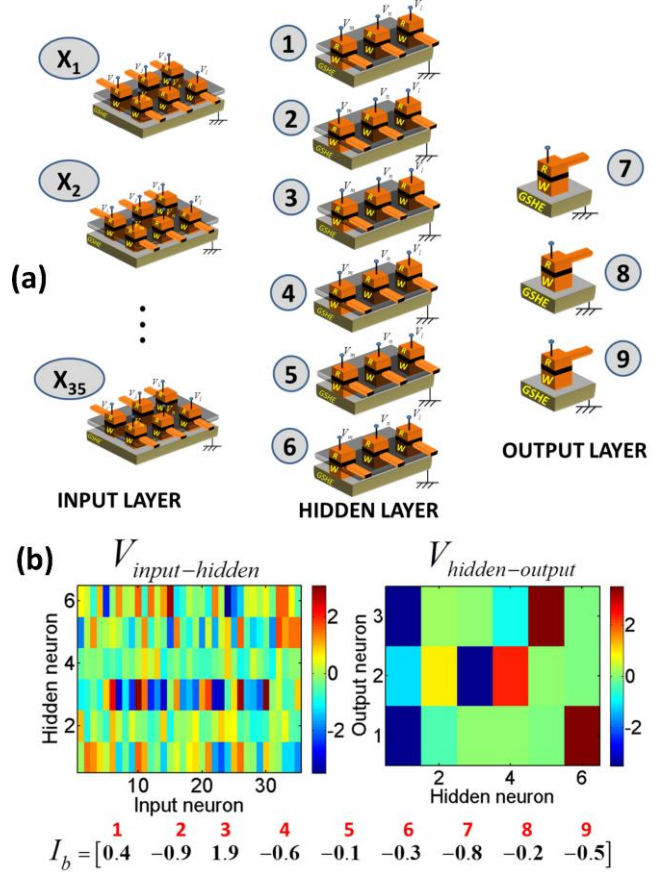 (a)
X1
X2
X35
INPUT LAYER
1
2
3
4
5
6
HIDDEN LAYER
7
8
9
OUTPUT LAYER
R
W
GSHE
Vm
Vn
Vl
(b)
Vinput−hidden
Vhidden−output
Hidden neuron
6
4
2
10 20 30
Input neuron
2
0
-2
Output neuron
3
2
1
2 4 6
Hidden neuron
2
0
-2
1 2 3 4 5 6 7 8 9
Ib = [0.4 −0.9 1.9 −0.6 −0.1 −0.3 −0.8 −0.2 −0.5]